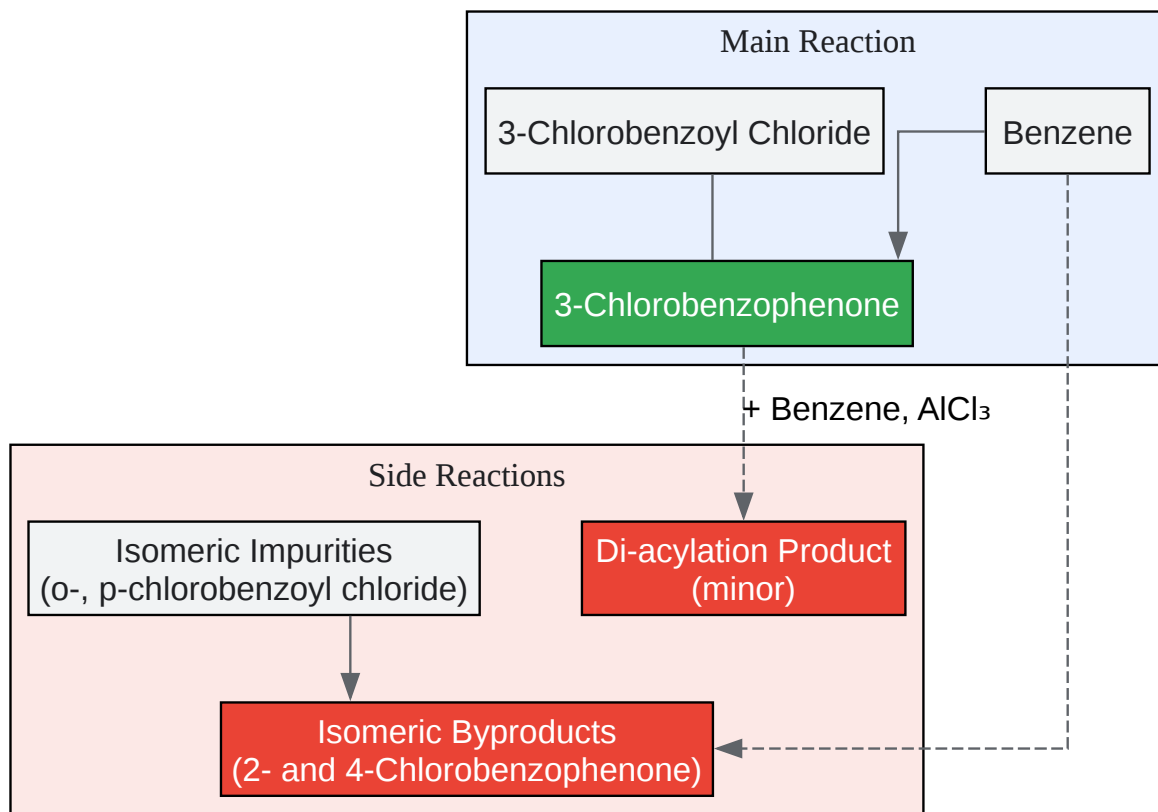 Main Reaction
3-Chlorobenzoyl Chloride
Benzene
3-Chlorobenzophenone
+ Benzene, AlCl₃
Side Reactions
Isomeric Impurities
(o-, p-chlorobenzoyl chloride)
Di-acylation Product
(minor)
Isomeric Byproducts
(2- and 4-Chlorobenzophenone)